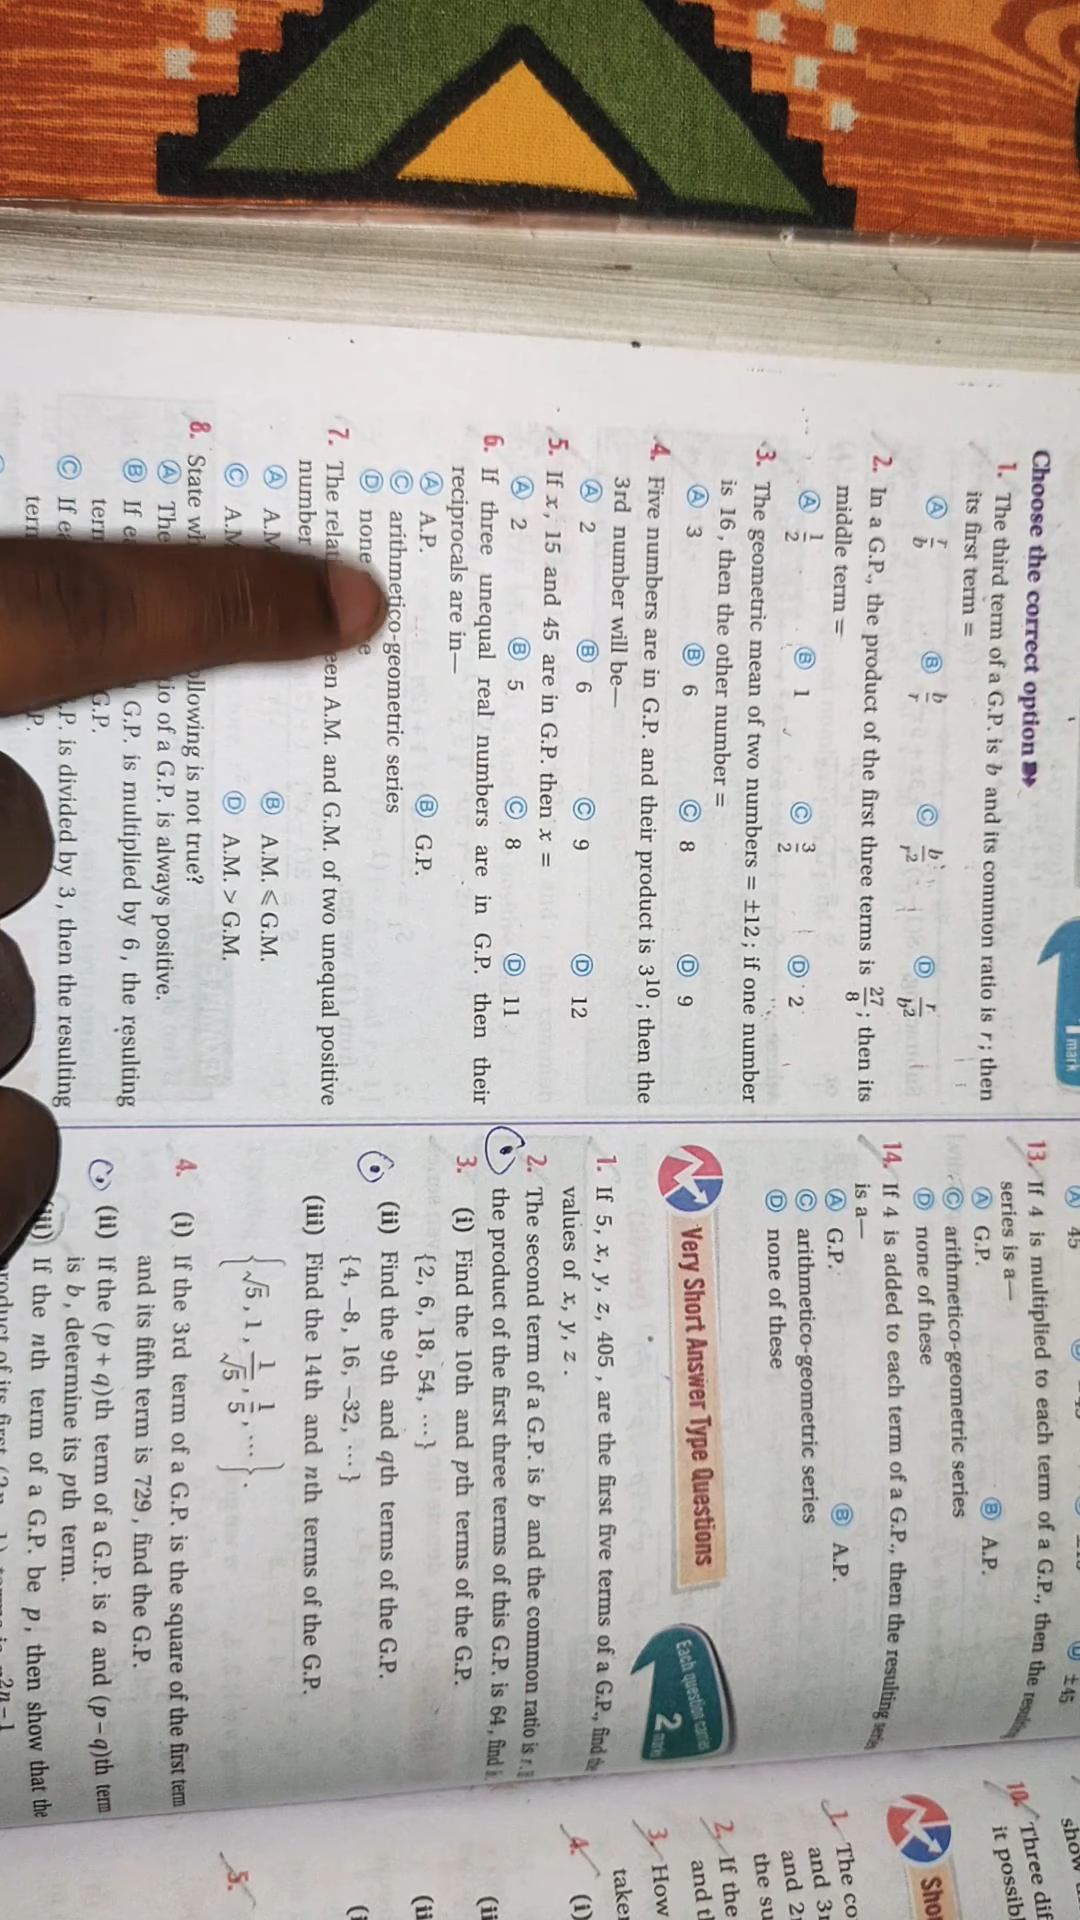 Choose the correct option
1. The third term of a G.P. is b and its common ratio is r; then
its first term =
Ⓐ r/b Ⓑ b/r Ⓒ b/r² Ⓓ r/b²
2. In a G.P., the product of the first three terms is 27/8; then its
middle term =
Ⓐ 1/2 Ⓑ 1 Ⓒ 3/2 Ⓓ 2
3. The geometric mean of two numbers = ±12; if one number
is 16, then the other number =
Ⓐ 3 Ⓑ 6 Ⓒ 8 Ⓓ 9
4. Five numbers are in G.P. and their product is 3¹⁰; then the
3rd number will be—
Ⓐ 2 Ⓑ 6 Ⓒ 9 Ⓓ 12
5. If x, 15 and 45 are in G.P. then x =
Ⓐ 2 Ⓑ 5 Ⓒ 8 Ⓓ 11
6. If three unequal real numbers are in G.P. then their
reciprocals are in—
Ⓐ A.P. Ⓑ G.P.
Ⓒ arithmetico-geometric series
Ⓓ none
7. The A.M. and G.M. of two unequal positive
number
Ⓐ Ⓑ A.M. ⩽ G.M.
Ⓒ Ⓓ A.M. > G.M.
8. State following is not true?
Ⓐ The of a G.P. is always positive.
Ⓑ If G.P. is multiplied by 6, the resulting
G.P.
Ⓒ If is divided by 3, then the resulting
1 mark
Ⓐ 45 ±45
13. If 4 is multiplied to each term of a G.P., then the resulting
series is a—
Ⓐ G.P. Ⓑ A.P.
Ⓒ arithmetico-geometric series
Ⓓ none of these
14. If 4 is added to each term of a G.P., then the resulting series
is a—
Ⓐ G.P. Ⓑ A.P.
Ⓒ arithmetico-geometric series
Ⓓ none of these
Very Short Answer Type Questions
Each question carries
2 marks
1. If 5, x, y, z, 405, are the first five terms of a G.P., find the
values of x, y, z.
2. The second term of a G.P. is b and the common ratio is r. If
the product of the first three terms of this G.P. is 64, find b.
3. (i) Find the 10th and pth terms of the G.P.
{2, 6, 18, 54, ⋯}
(ii) Find the 9th and qth terms of the G.P.
{4, −8, 16, −32, ⋯}
(iii) Find the 14th and nth terms of the G.P.
{√5, 1, 1/√5, 1/5, ⋯}.
4. (i) If the 3rd term of a G.P. is the square of the first term
and its fifth term is 729, find the G.P.
(ii) If the (p+q)th term of a G.P. is a and (p−q)th term
is b, determine its pth term.
(iii) If the nth term of a G.P. be p, then show that the
show
10. Three
it
1. The
and
and
the
2. If the
and
3. How
4. (i)
(ii)
5.